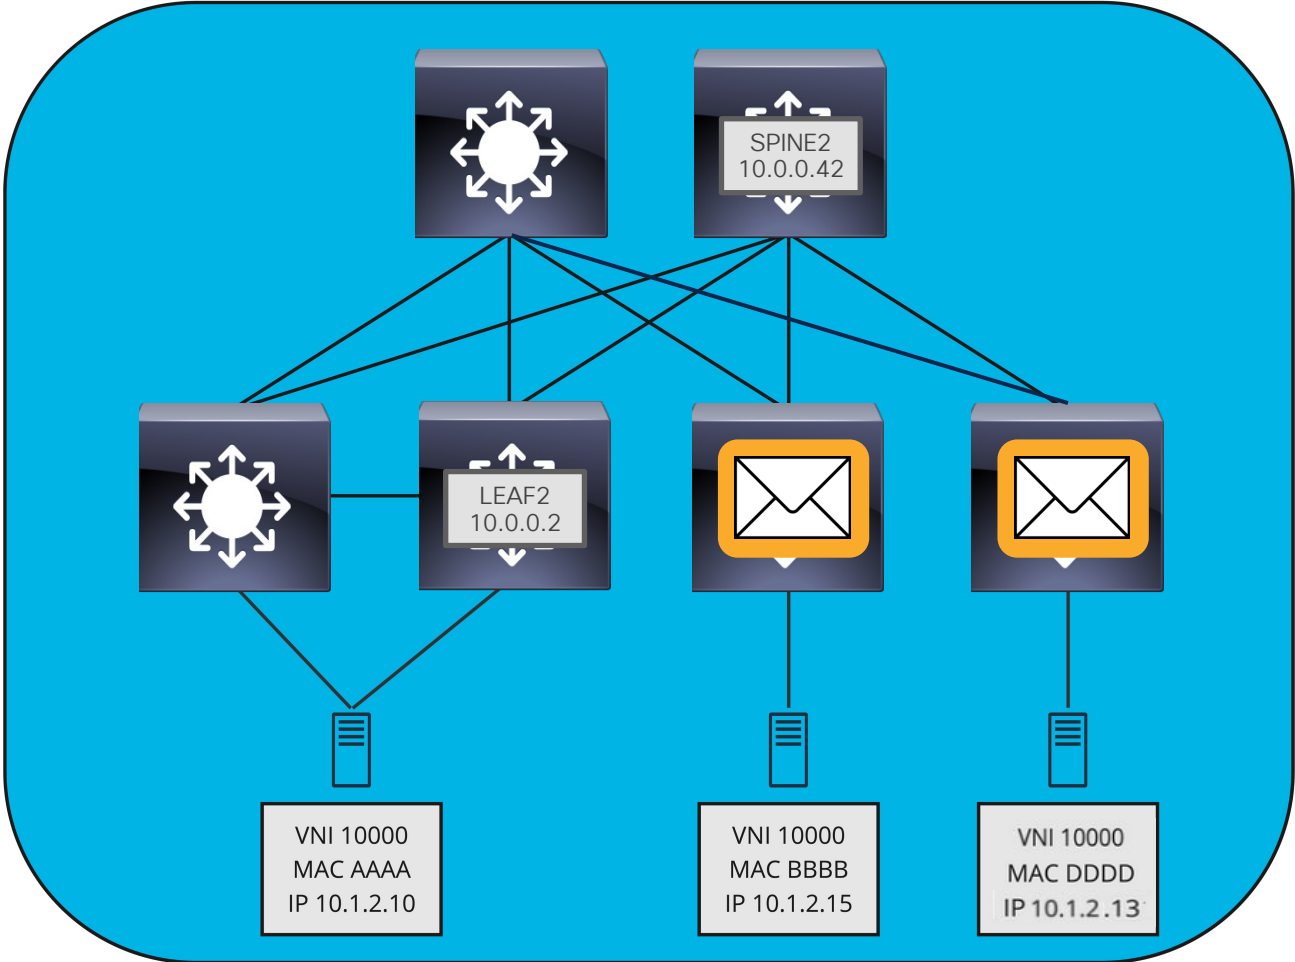 SPINE2
10.0.0.42
LEAF2
10.0.0.2
VNI 10000
MAC AAAA
IP 10.1.2.10
VNI 10000
MAC BBBB
IP 10.1.2.15
VNI 10000
MAC DDDD
IP 10.1.2.13